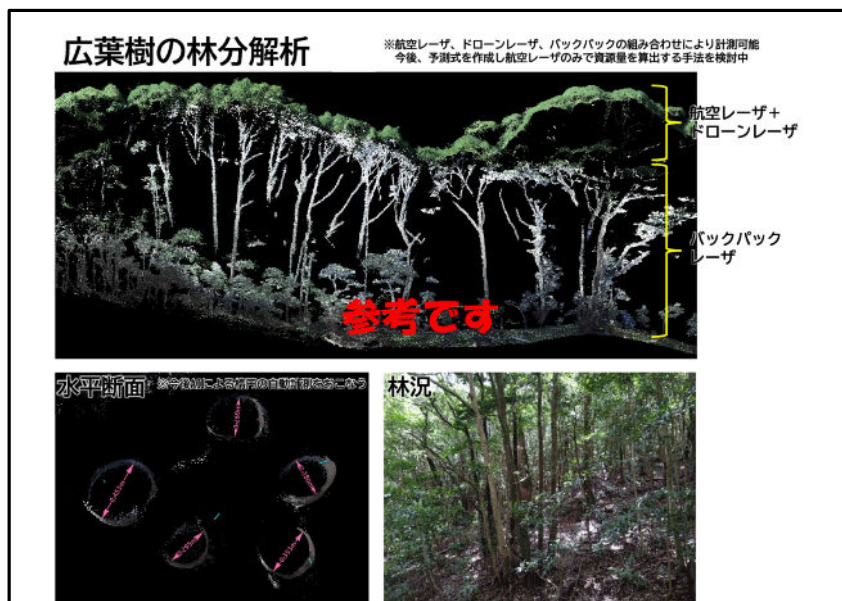 広葉樹の林分解析
※航空レーザ、ドローンレーザ、バックパックの組み合わせにより計測可能
今後、予測式を作成し航空レーザのみで資源量を算出する手法を検討中
航空レーザ+
ドローンレーザ
バックパック
レーザ
参考です
水平断面
林況